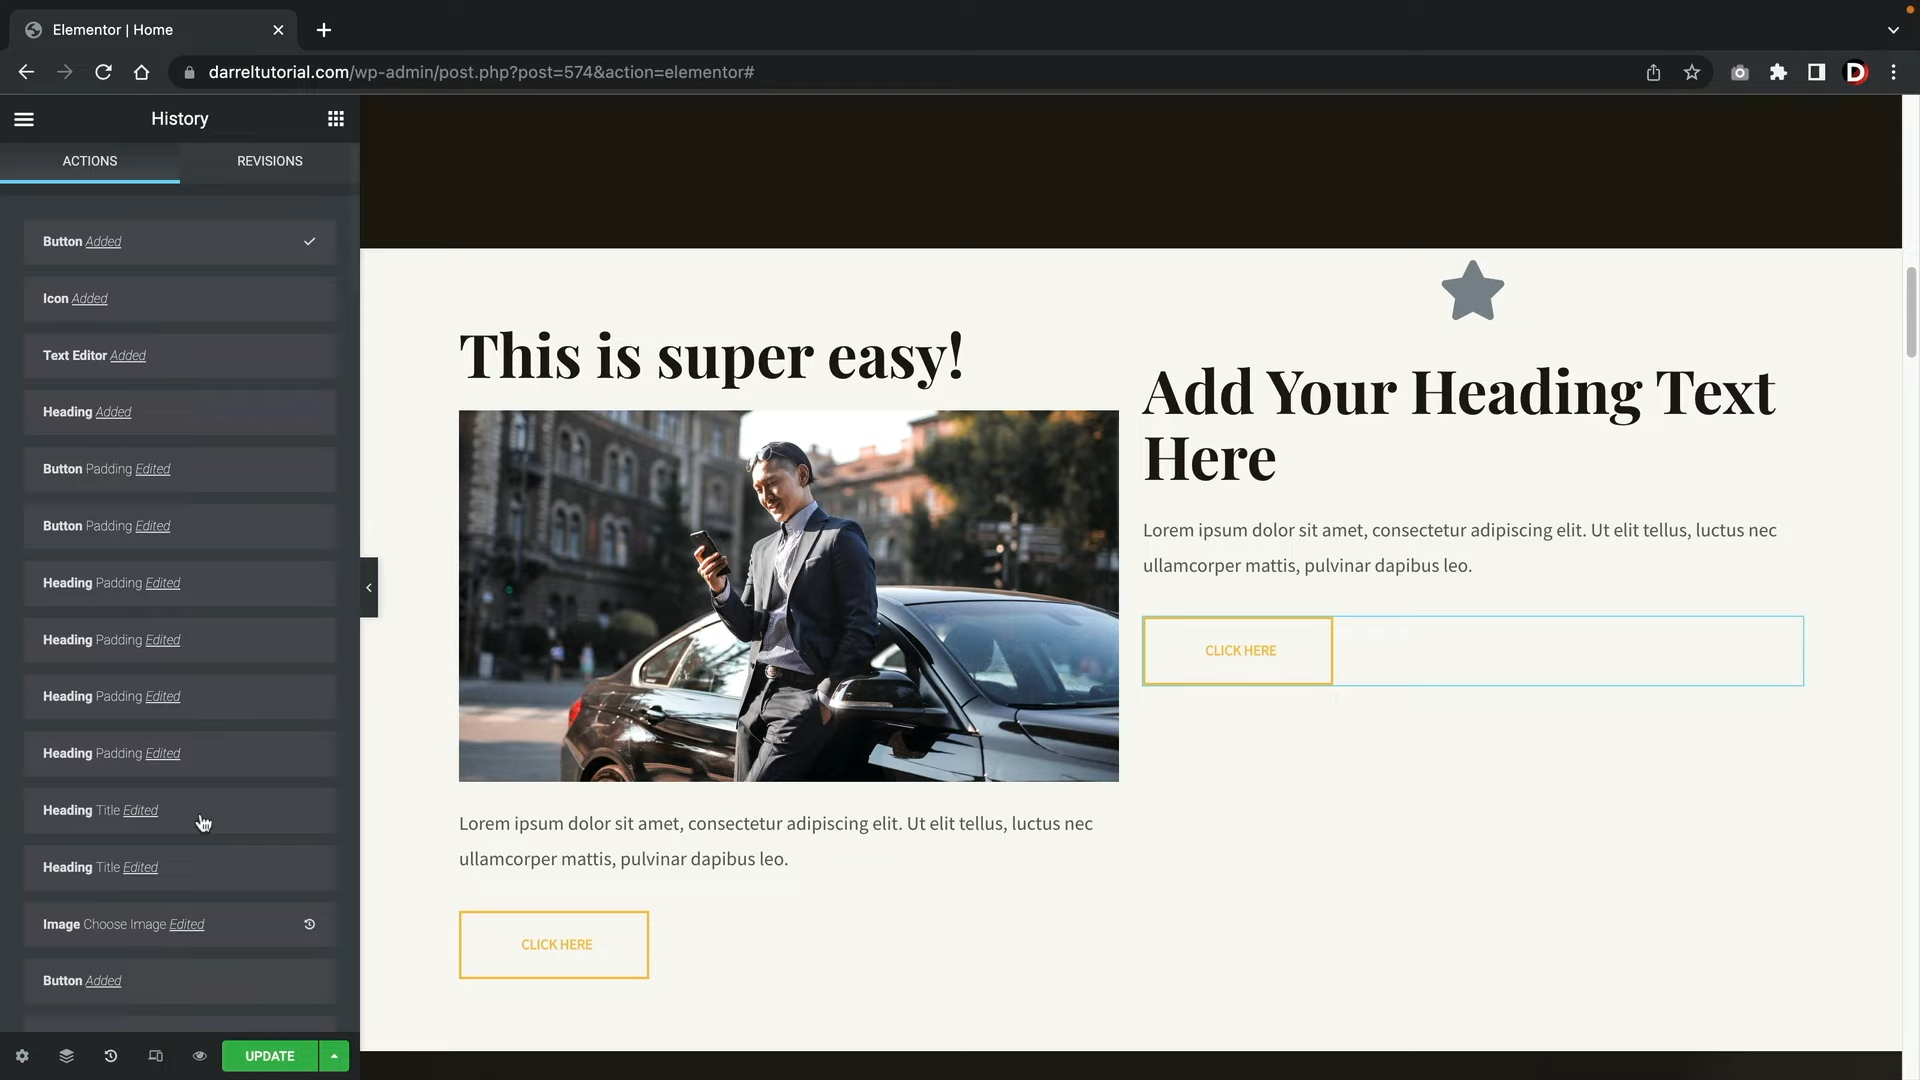 Elementor | Home
darreltutorial.com/wp-admin/post.php?post=574&action=elementor#
D
History
ACTIONS
REVISIONS
Button Added
Icon Added
Text Editor Added
Heading Added
Button Padding Edited
Button Padding Edited
Heading Padding Edited
Heading Padding Edited
Heading Padding Edited
Heading Padding Edited
Heading Title Edited
Heading Title Edited
Image Choose Image Edited
Button Added
UPDATE
This is super easy!
Lorem ipsum dolor sit amet, consectetur adipiscing elit. Ut elit tellus, luctus nec
ullamcorper mattis, pulvinar dapibus leo.
CLICK HERE
Add Your Heading Text
Here
Lorem ipsum dolor sit amet, consectetur adipiscing elit. Ut elit tellus, luctus nec
ullamcorper mattis, pulvinar dapibus leo.
CLICK HERE